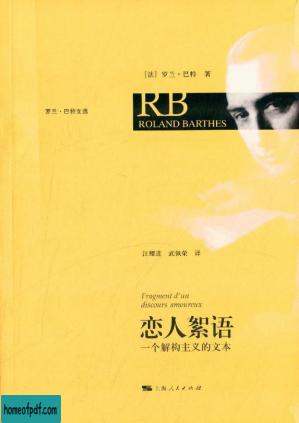 [法] 罗兰·巴特 著
RB
ROLAND BARTHES
罗兰·巴特文选
汪耀进 武佩荣 译
Fragment d'un
discours amoureux
恋人絮语
一个解构主义的文本
上海人民出版社
homeofpdf.com